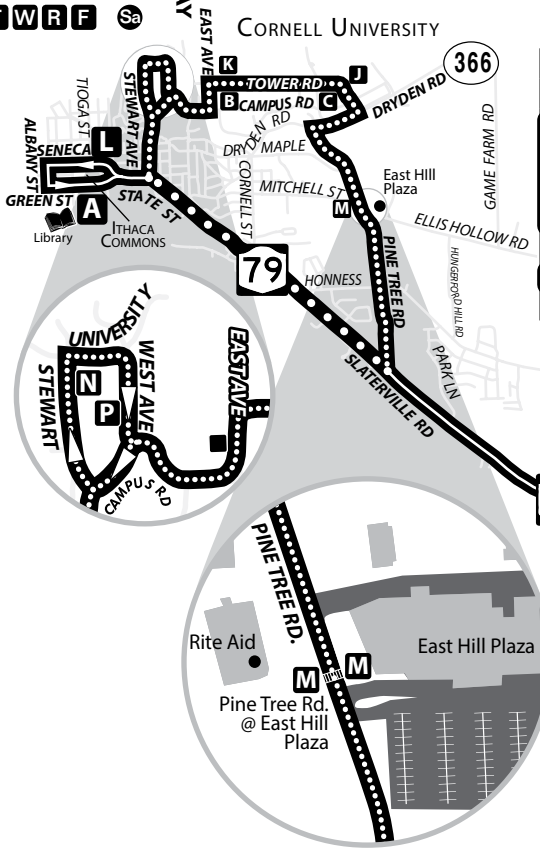 W R F Sa
AY
EAST AVE
CORNELL UNIVERSITY
366
K
TOWER RD
J
B
CAMPUS RD
C
DRYDEN RD
STEWART AVE
TIOGA ST
DRYDEN RD
MAPLE
GAME FARM RD
ALBANY ST
SENECA
L
CORNELL ST
MITCHELL ST
East Hill
Plaza
M
GREEN ST
A
STATE ST
ELLIS HOLLOW RD
Library
ITHACA
COMMONS
79
HONNESS
PINE TREE RD
HUNGERFORD HILL RD
PARK LN
SLATERVILLE RD
UNIVERSITY
STEWART
N
WEST AVE
P
EAST AVE
CAMPUS RD
PINE TREE RD.
Rite Aid
East Hill Plaza
M
M
Pine Tree Rd.
@ East Hill
Plaza